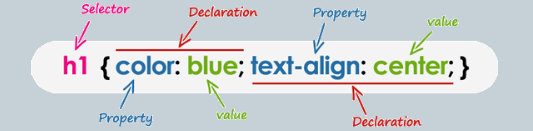 Selector
Declaration
Property
value
h1 { color: blue; text-align: center; }
Property
value
Declaration